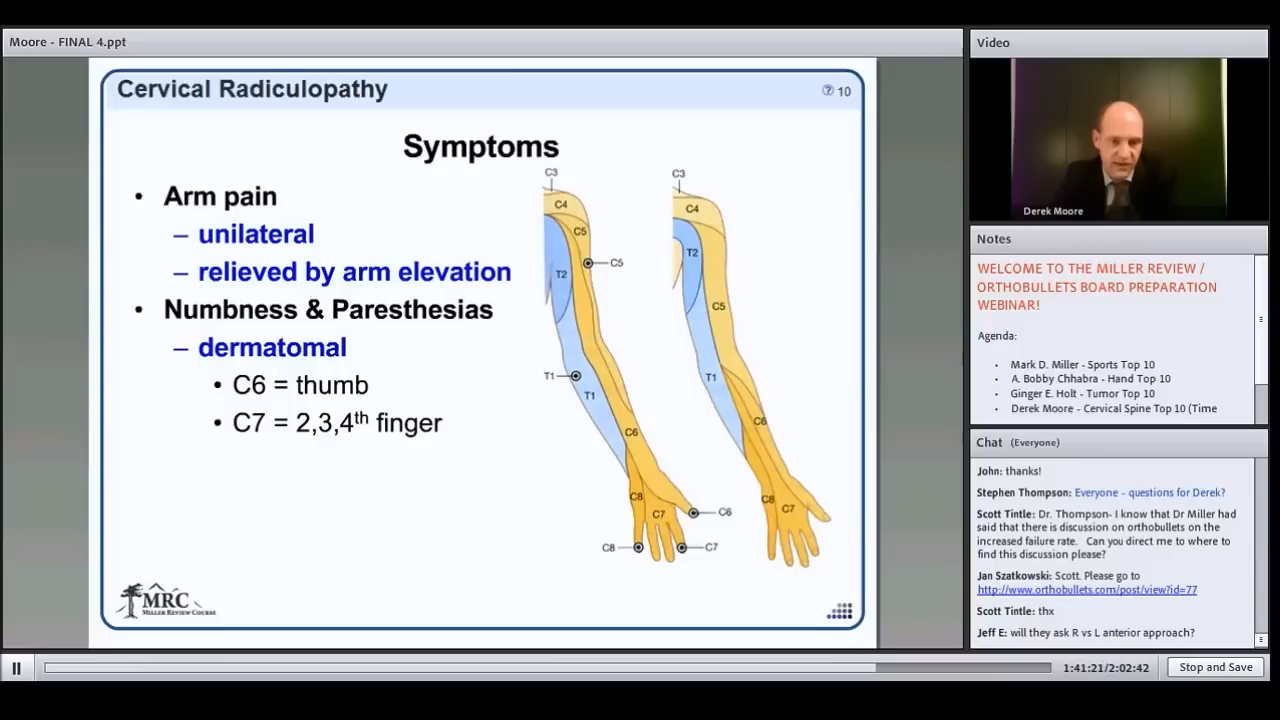 Moore - FINAL 4.ppt
Cervical Radiculopathy
10
Symptoms
• Arm pain
– unilateral
– relieved by arm elevation
• Numbness & Paresthesias
– dermatomal
• C6 = thumb
• C7 = 2,3,4th finger
C3
C4
C5
C5
T2
T1
T1
C6
C8
C7
C6
C8
C7
C3
C4
T2
C5
T1
C6
C8
C7
MRC
MILLER REVIEW COURSE
Video
Derek Moore
Notes
WELCOME TO THE MILLER REVIEW /
ORTHOBULLETS BOARD PREPARATION
WEBINAR!
Agenda:
• Mark D. Miller - Sports Top 10
• A. Bobby Chhabra - Hand Top 10
• Ginger E. Holt - Tumor Top 10
• Derek Moore - Cervical Spine Top 10 (Time
Chat (Everyone)
John: thanks!
Stephen Thompson: Everyone - questions for Derek?
Scott Tintle: Dr. Thompson- I know that Dr Miller had
said that there is discussion on orthobullets on the
increased failure rate. Can you direct me to where to
find this discussion please?
Jan Szatkowski: Scott. Please go to
http://www.orthobullets.com/post/view?id=77
Scott Tintle: thx
Jeff E: will they ask R vs L anterior approach?
1:41:21/2:02:42
Stop and Save